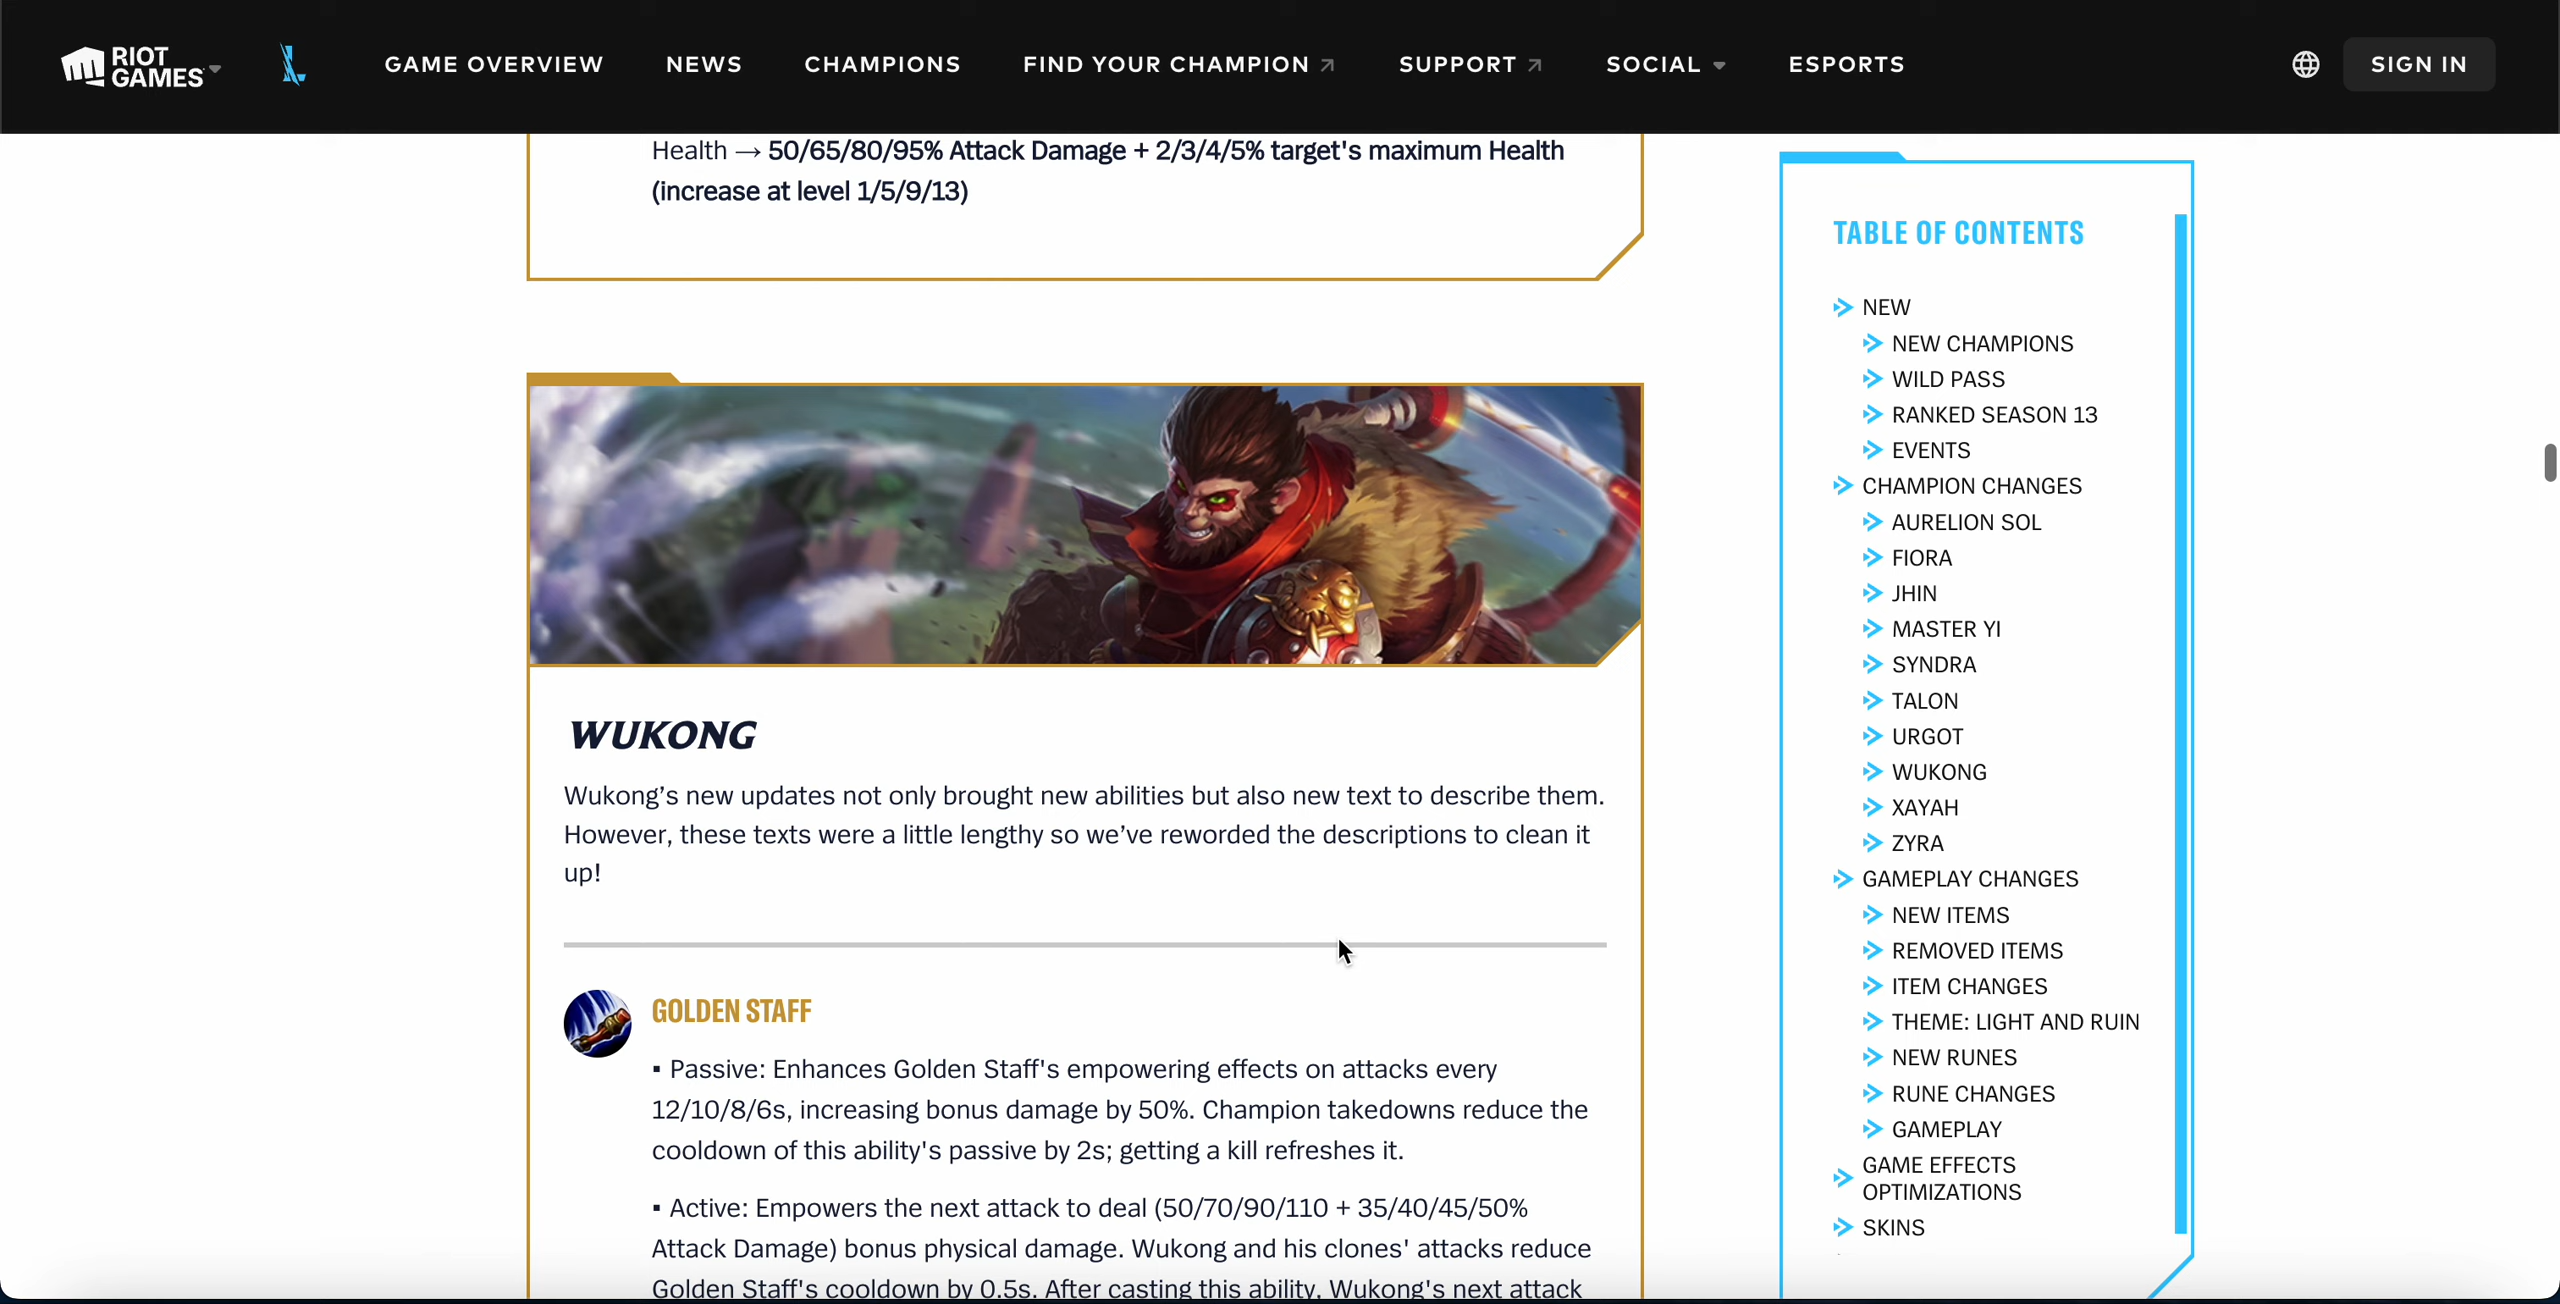 RIOT
GAMES
GAME OVERVIEW
NEWS
CHAMPIONS
FIND YOUR CHAMPION
SUPPORT
SOCIAL
ESPORTS
SIGN IN
Health → 50/65/80/95% Attack Damage + 2/3/4/5% target's maximum Health
(increase at level 1/5/9/13)
WUKONG
Wukong’s new updates not only brought new abilities but also new text to describe them.
However, these texts were a little lengthy so we’ve reworded the descriptions to clean it
up!
GOLDEN STAFF
▪ Passive: Enhances Golden Staff's empowering effects on attacks every
12/10/8/6s, increasing bonus damage by 50%. Champion takedowns reduce the
cooldown of this ability's passive by 2s; getting a kill refreshes it.
▪ Active: Empowers the next attack to deal (50/70/90/110 + 35/40/45/50%
Attack Damage) bonus physical damage. Wukong and his clones' attacks reduce
Golden Staff's cooldown by 0.5s. After casting this ability, Wukong's next attack
TABLE OF CONTENTS
NEW
NEW CHAMPIONS
WILD PASS
RANKED SEASON 13
EVENTS
CHAMPION CHANGES
AURELION SOL
FIORA
JHIN
MASTER YI
SYNDRA
TALON
URGOT
WUKONG
XAYAH
ZYRA
GAMEPLAY CHANGES
NEW ITEMS
REMOVED ITEMS
ITEM CHANGES
THEME: LIGHT AND RUIN
NEW RUNES
RUNE CHANGES
GAMEPLAY
GAME EFFECTS
OPTIMIZATIONS
SKINS